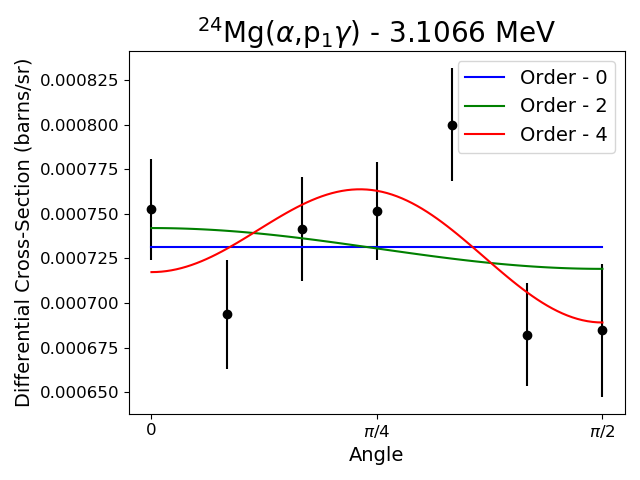 ²⁴Mg(α,p₁γ) - 3.1066 MeV
Differential Cross-Section (barns/sr)
0.000825
0.000800
0.000775
0.000750
0.000725
0.000700
0.000675
0.000650
Order - 0
Order - 2
Order - 4
0 π/4 π/2
Angle